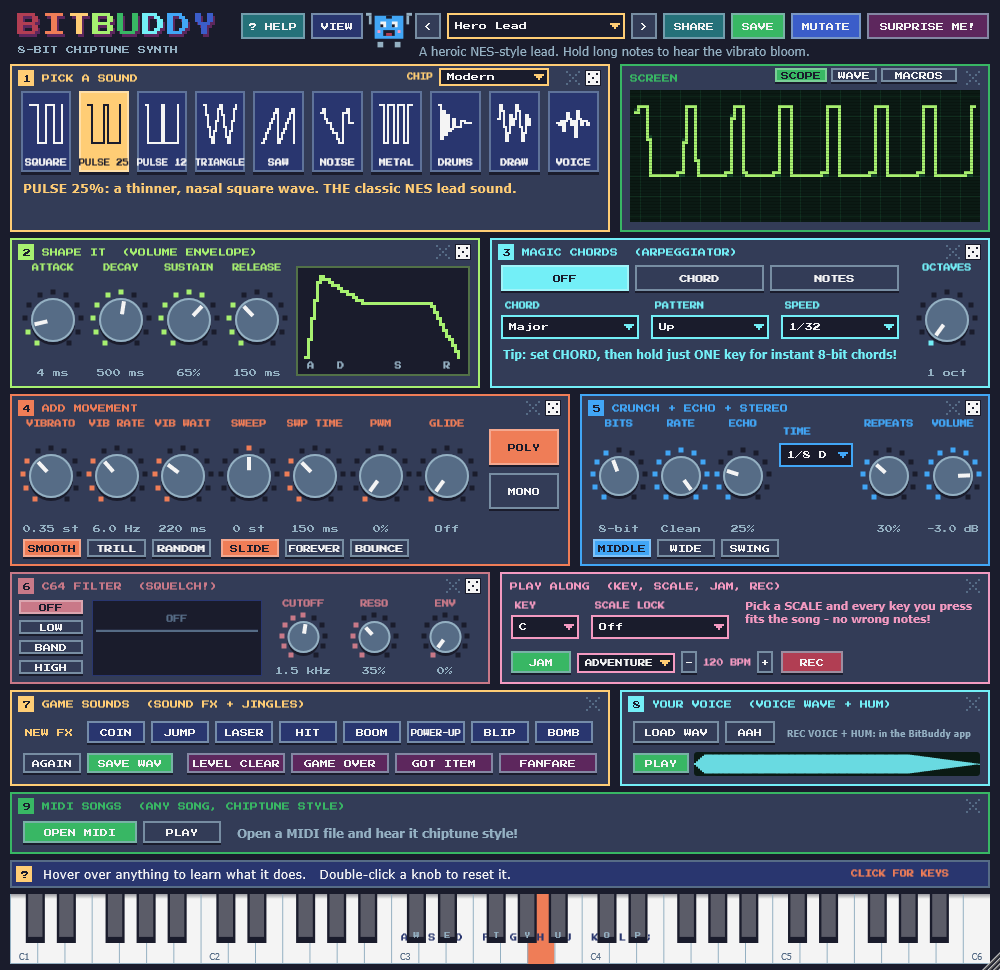 BITBUDDY
8-BIT CHIPTUNE SYNTH
? HELP VIEW < Hero Lead > SHARE SAVE MUTATE SURPRISE ME!
A heroic NES-style lead. Hold long notes to hear the vibrato bloom.
1 PICK A SOUND CHIP Modern
SQUARE PULSE 25 PULSE 12 TRIANGLE SAW NOISE METAL DRUMS DRAW VOICE
PULSE 25%: a thinner, nasal square wave. THE classic NES lead sound.
SCREEN SCOPE WAVE MACROS
2 SHAPE IT (VOLUME ENVELOPE)
ATTACK DECAY SUSTAIN RELEASE
A D S R
4 ms 500 ms 65% 150 ms
3 MAGIC CHORDS (ARPEGGIATOR)
OFF CHORD NOTES OCTAVES
CHORD PATTERN SPEED
Major Up 1/32
Tip: set CHORD, then hold just ONE key for instant 8-bit chords!
1 oct
4 ADD MOVEMENT
VIBRATO VIB RATE VIB WAIT SWEEP SWP TIME PWM GLIDE
POLY
MONO
0.35 st 6.0 Hz 220 ms 0 st 150 ms 0% Off
SMOOTH TRILL RANDOM SLIDE FOREVER BOUNCE
5 CRUNCH + ECHO + STEREO
BITS RATE ECHO TIME REPEATS VOLUME
1/8 D
8-bit Clean 25% 30% -3.0 dB
MIDDLE WIDE SWING
6 C64 FILTER (SQUELCH!)
OFF
LOW
BAND
HIGH
OFF
CUTOFF RESO ENV
1.5 kHz 35% 0%
PLAY ALONG (KEY, SCALE, JAM, REC)
KEY SCALE LOCK
C Off
Pick a SCALE and every key you press
fits the song - no wrong notes!
JAM ADVENTURE - 120 BPM + REC
7 GAME SOUNDS (SOUND FX + JINGLES)
NEW FX COIN JUMP LASER HIT BOOM POWER-UP BLIP BOMB
AGAIN SAVE WAV LEVEL CLEAR GAME OVER GOT ITEM FANFARE
8 YOUR VOICE (VOICE WAVE + HUM)
LOAD WAV AAH REC VOICE + HUM: in the BitBuddy app
PLAY
9 MIDI SONGS (ANY SONG, CHIPTUNE STYLE)
OPEN MIDI PLAY Open a MIDI file and hear it chiptune style!
? Hover over anything to learn what it does. Double-click a knob to reset it. CLICK FOR KEYS
A W S E D F T G Y H U J K O L P
C1 C2 C3 C4 C5 C6